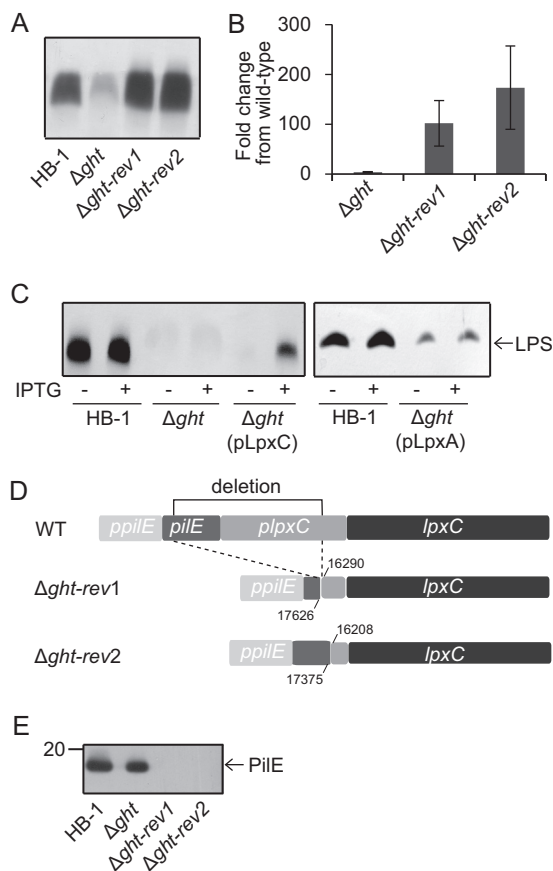 A
HB-1
Δght
Δght-rev1
Δght-rev2
B
Fold change
from wild-type
300
200
100
0
Δght
Δght-rev1
Δght-rev2
C
←LPS
IPTG - + - + - + - + - +
HB-1 Δght Δght (pLpxC) HB-1 Δght (pLpxA)
D
deletion
WT ppilE pilE plpxC lpxC
16290
Δght-rev1 ppilE lpxC
17626
16208
Δght-rev2 ppilE lpxC
17375
E
20
←PilE
HB-1
Δght
Δght-rev1
Δght-rev2